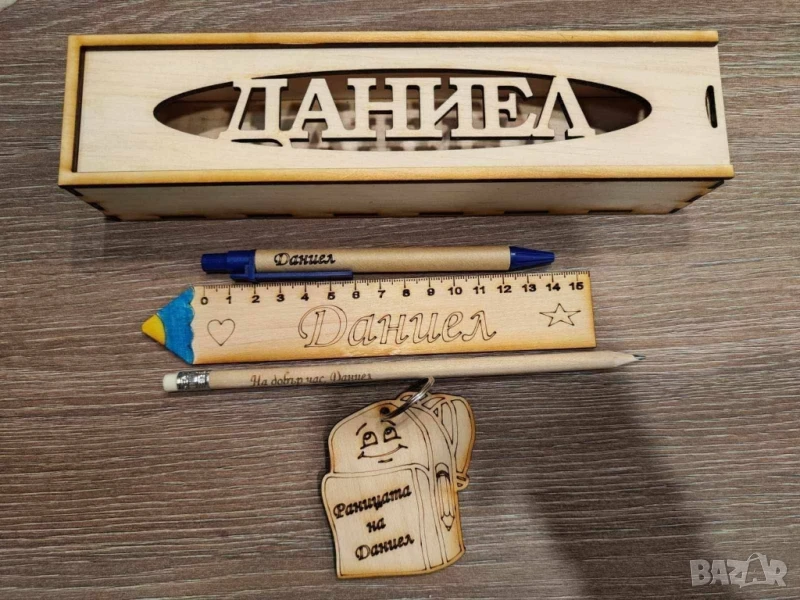 ДАНИЕЛ
Даниел
0 1 2 3 4 5 6 7 8 9 10 11 12 13 14 15
Даниел
На добър час, Даниел
Раницата
на
Даниел
BAZAR